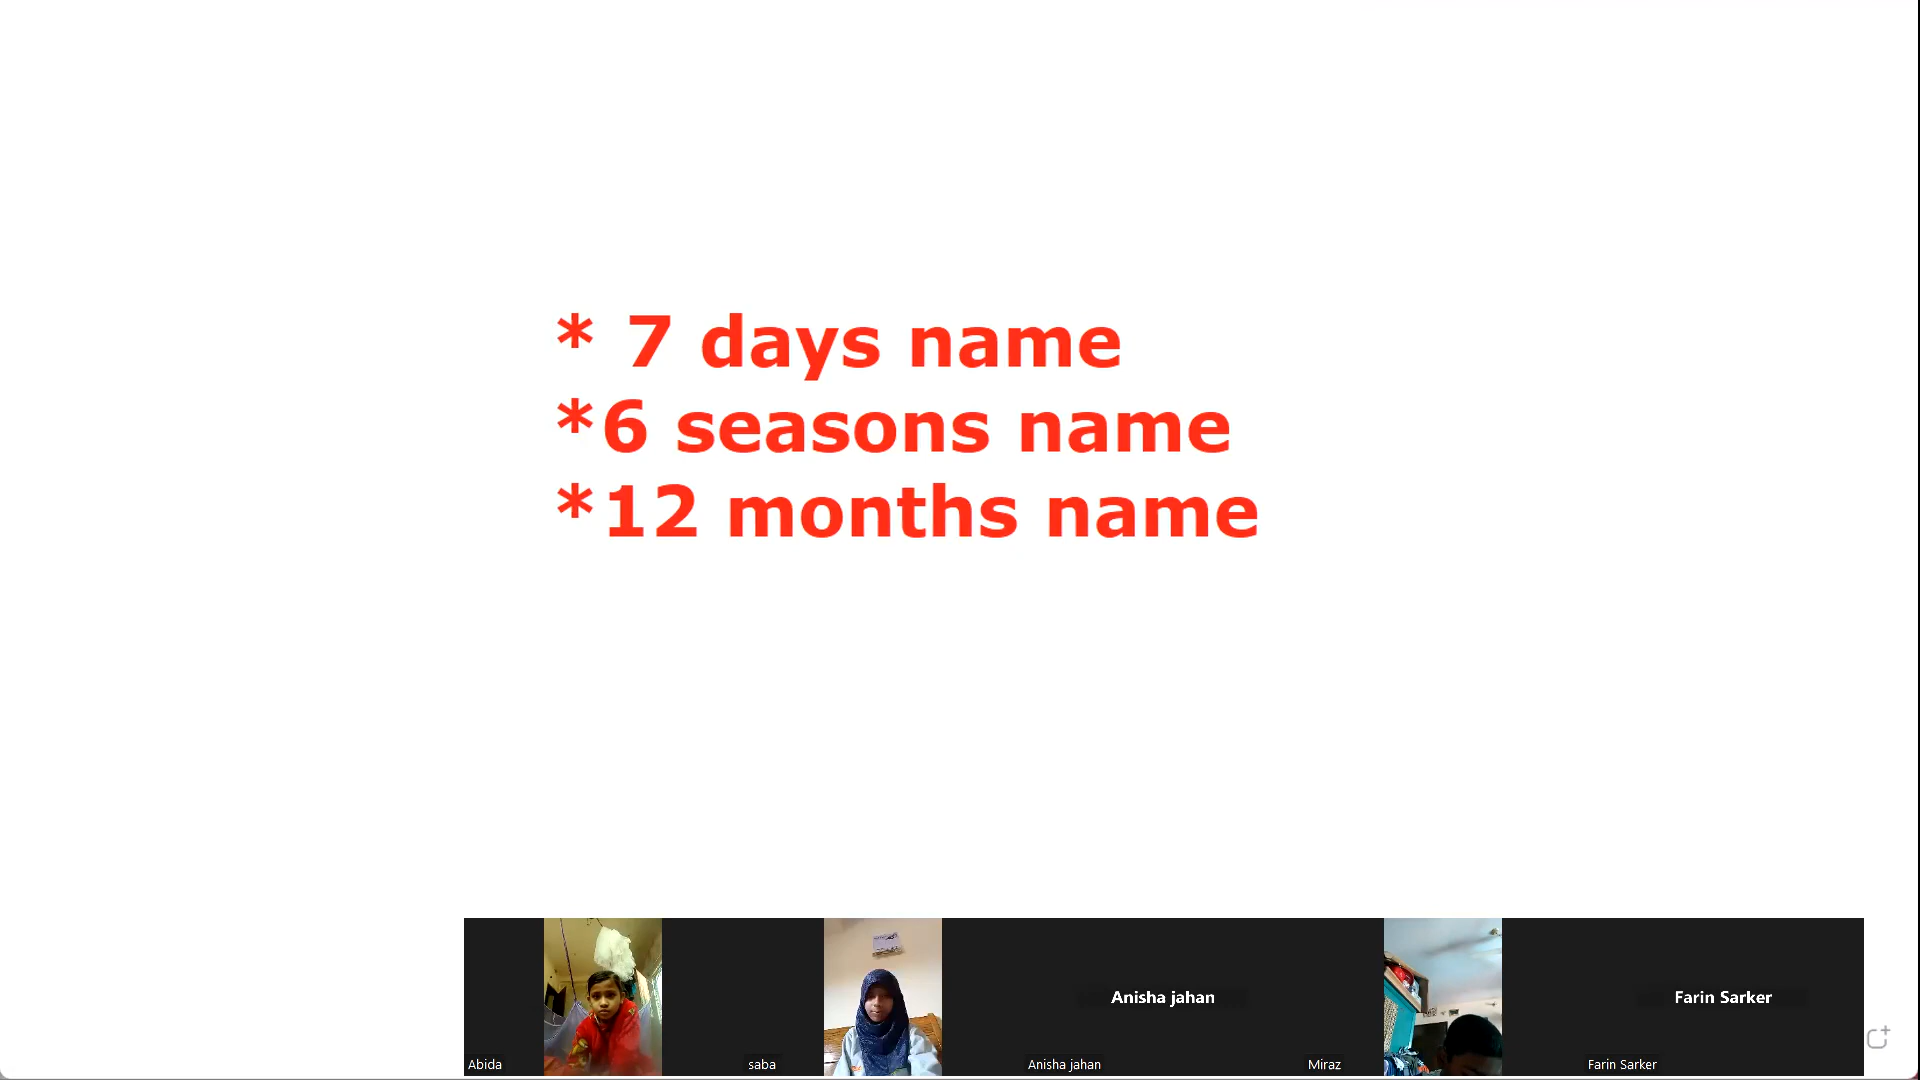 * 7 days name
*6 seasons name
*12 months name
Anisha jahan
Farin Sarker
Abida
saba
Anisha jahan
Miraz
Farin Sarker